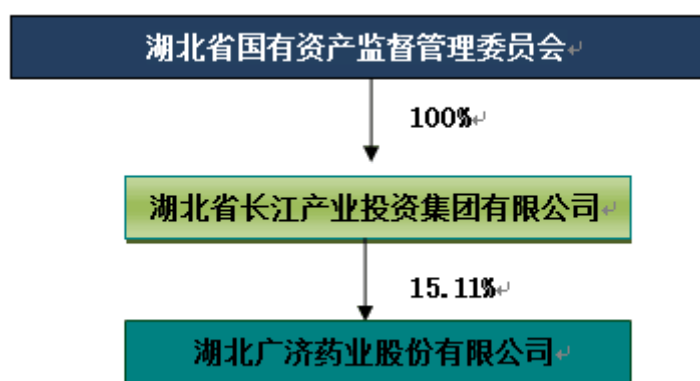 湖北省国有资产监督管理委员会
100%
湖北省长江产业投资集团有限公司
15.11%
湖北广济药业股份有限公司